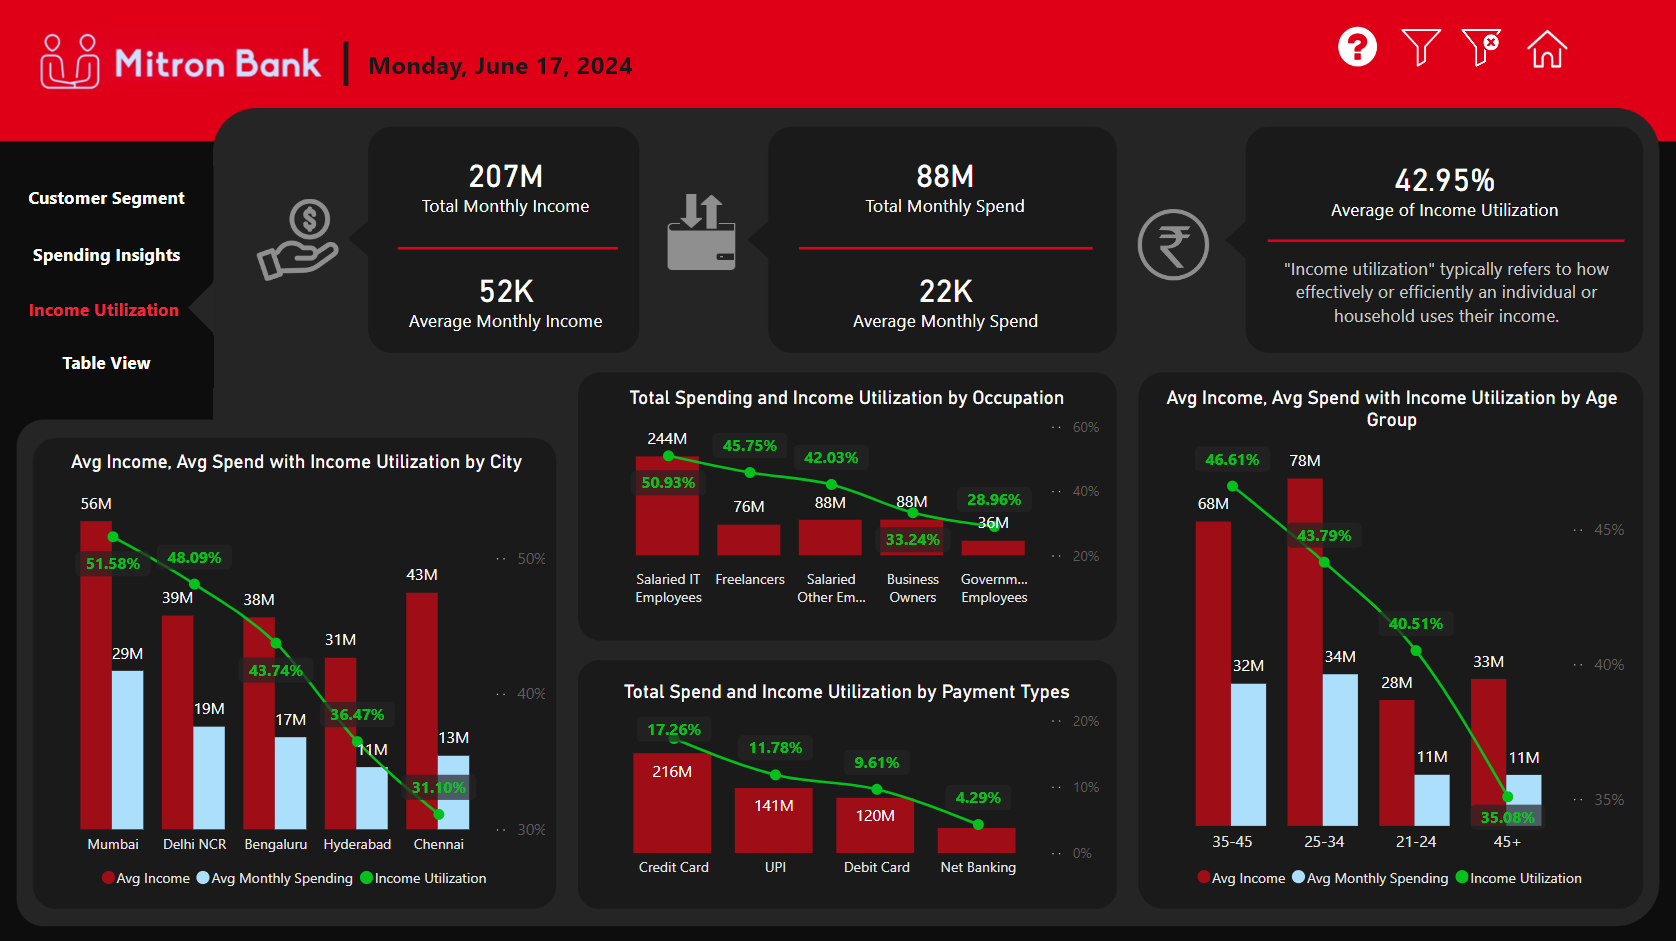 Mitron Bank
Monday, June 17, 2024
?
Customer Segment
Spending Insights
Income Utilization
Table View
$
207M
Total Monthly Income
52K
Average Monthly Income
88M
Total Monthly Spend
22K
Average Monthly Spend
₹
42.95%
Average of Income Utilization
"Income utilization" typically refers to how
effectively or efficiently an individual or
household uses their income.
Avg Income, Avg Spend with Income Utilization by City
56M
51.58%
48.09%
43M
50%
39M
38M
31M
29M
43.74%
40%
19M
36.47%
17M
11M
13M
31.10%
30%
Mumbai Delhi NCR Bengaluru Hyderabad Chennai
Avg Income Avg Monthly Spending Income Utilization
Total Spending and Income Utilization by Occupation
60%
244M
45.75%
42.03%
50.93%
40%
28.96%
76M
88M
88M
36M
33.24%
20%
Salaried IT
Employees
Freelancers
Salaried
Other Em...
Business
Owners
Governm...
Employees
Total Spend and Income Utilization by Payment Types
20%
17.26%
11.78%
9.61%
216M
10%
4.29%
141M
120M
0%
Credit Card UPI Debit Card Net Banking
Avg Income, Avg Spend with Income Utilization by Age
Group
46.61%
78M
68M
45%
43.79%
40.51%
32M
34M
33M
40%
28M
11M
11M
35%
35.08%
35-45 25-34 21-24 45+
Avg Income Avg Monthly Spending Income Utilization